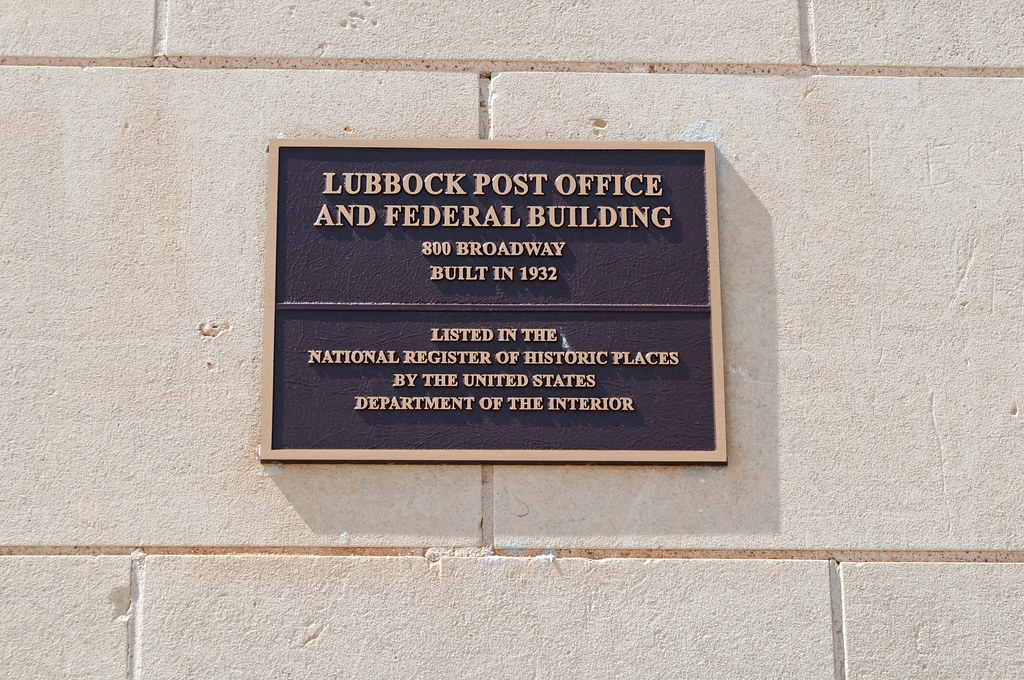 LUBBOCK POST OFFICE
AND FEDERAL BUILDING
800 BROADWAY
BUILT IN 1932
LISTED IN THE
NATIONAL REGISTER OF HISTORIC PLACES
BY THE UNITED STATES
DEPARTMENT OF THE INTERIOR